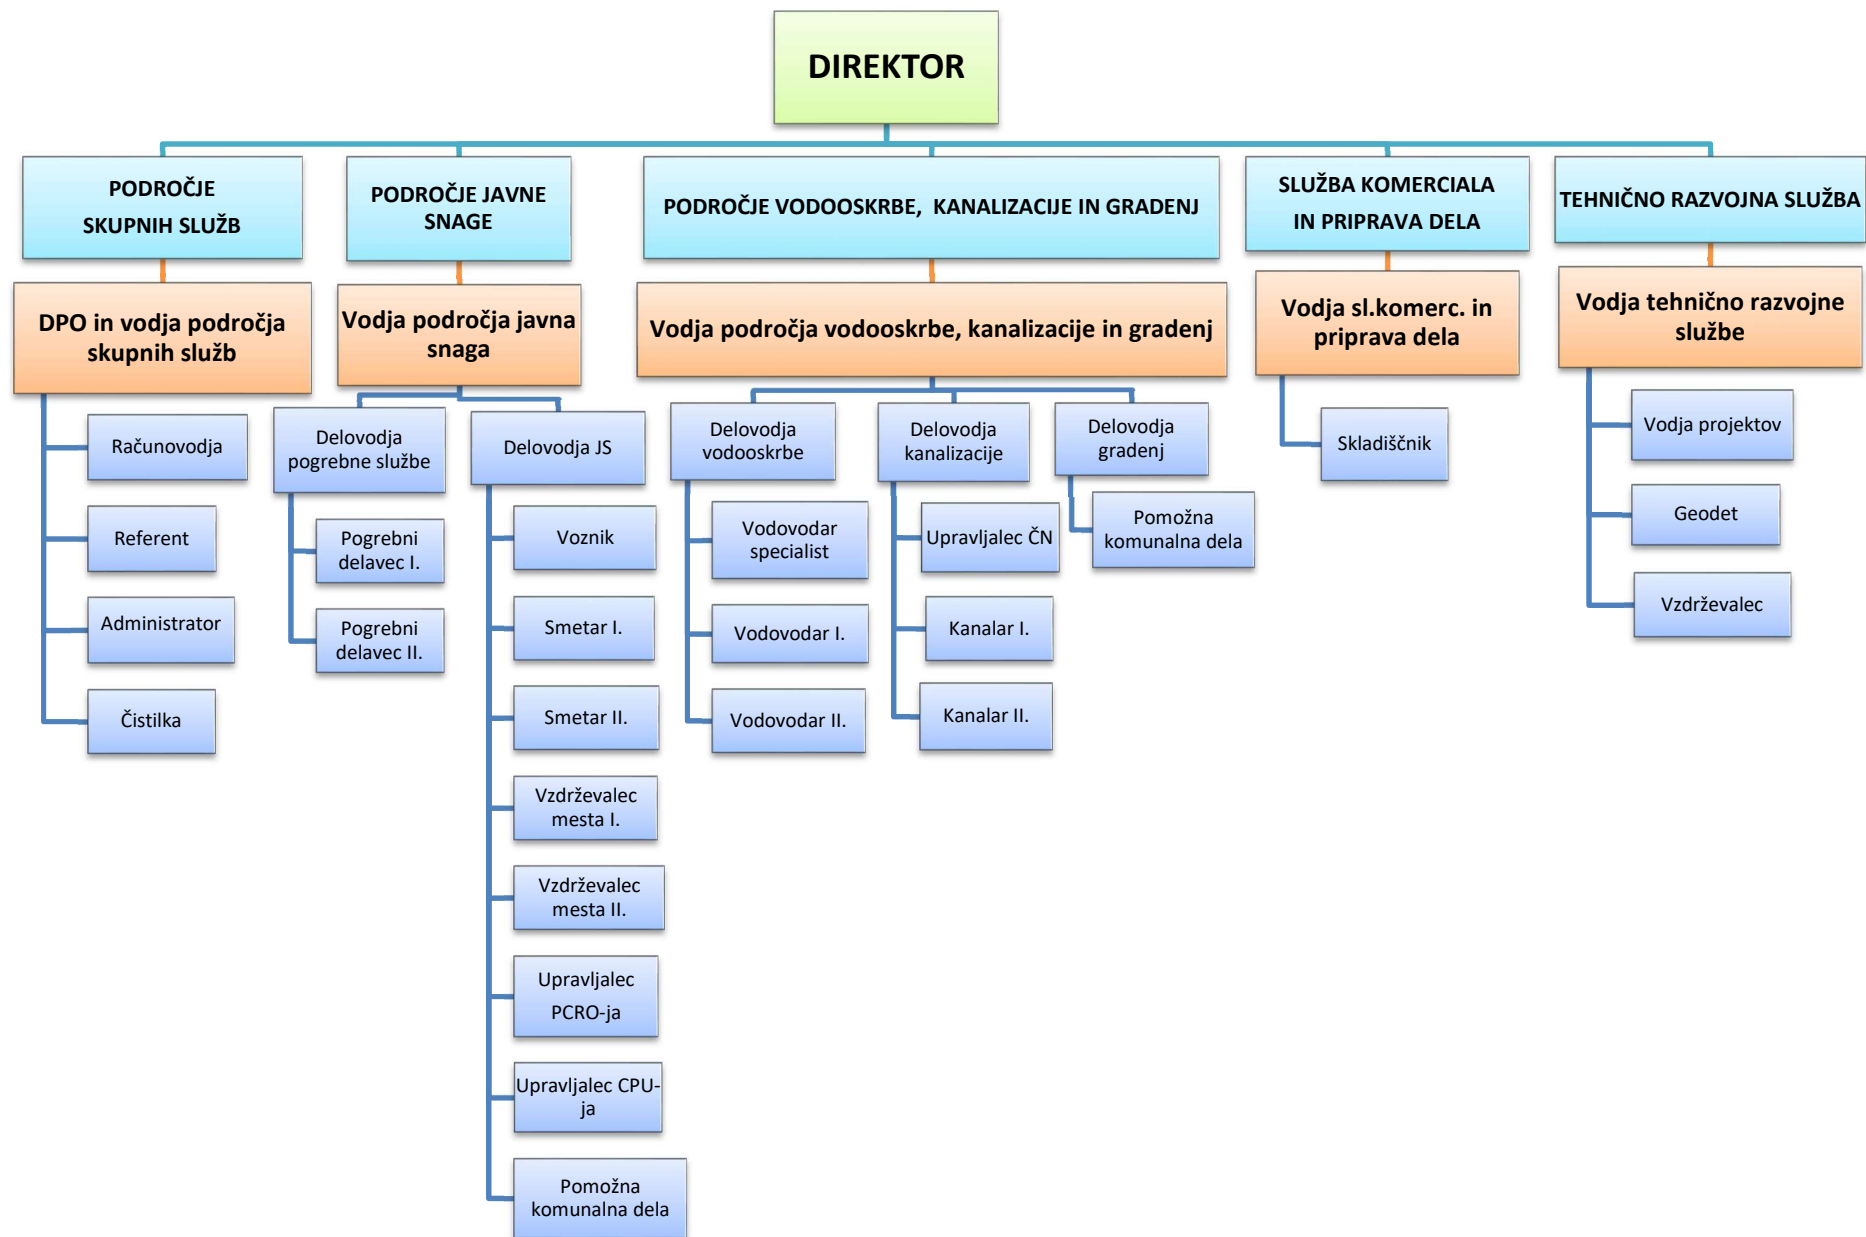 DIREKTOR
PODROČJE
SKUPNIH SLUŽB
PODROČJE JAVNE
SNAGE
PODROČJE VODOOSKRBE, KANALIZACIJE IN GRADENJ
SLUŽBA KOMERCIALA
IN PRIPRAVA DELA
TEHNIČNO RAZVOJNA SLUŽBA
DPO in vodja področja
skupnih služb
Vodja področja javna
snaga
Vodja področja vodooskrbe, kanalizacije in gradenj
Vodja sl.komerc. in
priprava dela
Vodja tehnično razvojne
službe
Računovodja
Referent
Administrator
Čistilka
Delovodja
pogrebne službe
Pogrebni
delavec I.
Pogrebni
delavec II.
Delovodja JS
Voznik
Smetar I.
Smetar II.
Vzdrževalec
mesta I.
Vzdrževalec
mesta II.
Upravljalec
PCRO-ja
Upravljalec CPU-
ja
Pomožna
komunalna dela
Delovodja
vodooskrbe
Vodovodar
specialist
Vodovodar I.
Vodovodar II.
Delovodja
kanalizacije
Upravljalec ČN
Kanalar I.
Kanalar II.
Delovodja
gradenj
Pomožna
komunalna dela
Skladiščnik
Vodja projektov
Geodet
Vzdrževalec